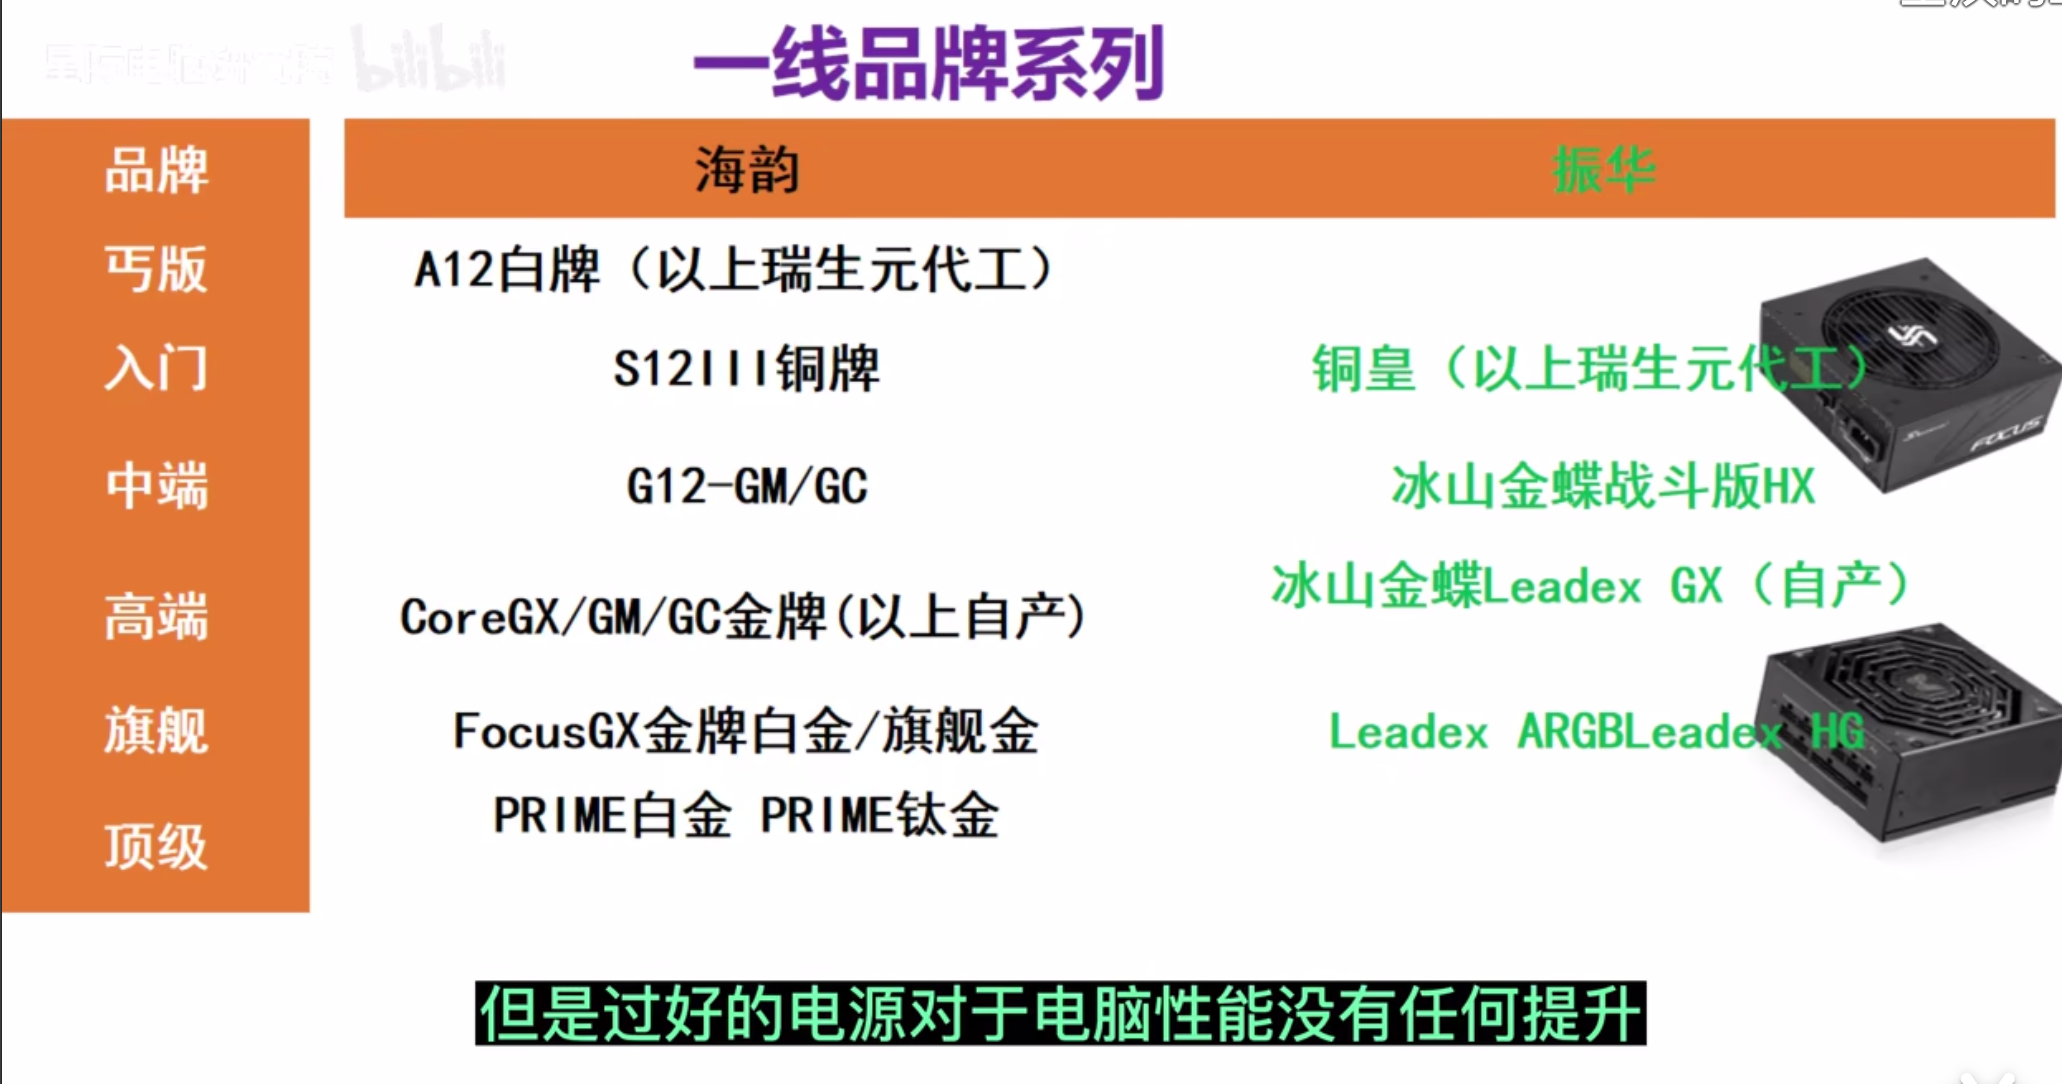 bilibili
一线品牌系列
品牌 海韵 振华
丐版 A12白牌（以上瑞生元代工）
入门 S12III铜牌 铜皇（以上瑞生元代工）
中端 G12-GM/GC 冰山金蝶战斗版HX
高端 CoreGX/GM/GC金牌(以上自产) 冰山金蝶Leadex GX（自产）
旗舰 FocusGX金牌白金/旗舰金 Leadex ARGBLeadex HG
顶级 PRIME白金 PRIME钛金
FOCUS
但是过好的电源对于电脑性能没有任何提升